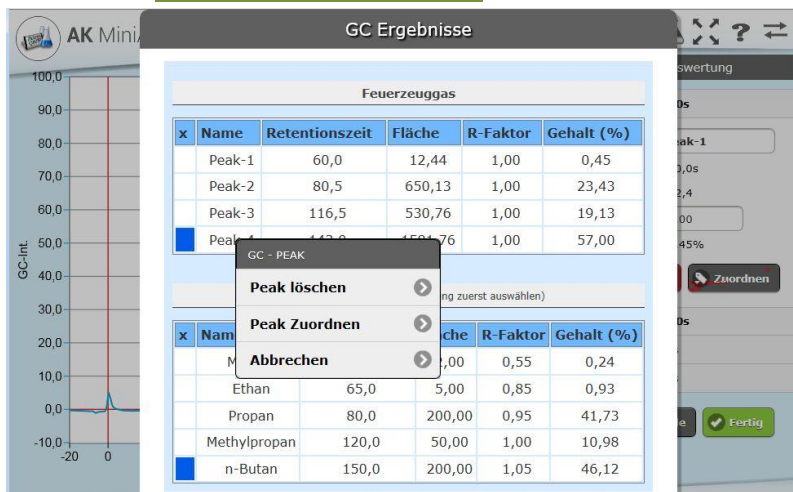 AK Mini
GC Ergebnisse
?
swertung
100,0
90,0
80,0
70,0
60,0
50,0
40,0
30,0
20,0
10,0
0,0
-10,0
-20 0
GC-Int.
Feuerzeuggas
x Name Retentionszeit Fläche R-Faktor Gehalt (%)
Peak-1 60,0 12,44 1,00 0,45
Peak-2 80,5 650,13 1,00 23,43
Peak-3 116,5 530,76 1,00 19,13
Peak-4 76 1,00 57,00
GC - PEAK
Peak löschen
Peak Zuordnen
Abbrechen
ng zuerst auswählen)
x Nam che R-Faktor Gehalt (%)
M ,00 0,55 0,24
Ethan 65,0 5,00 0,85 0,93
Propan 80,0 200,00 0,95 41,73
Methylpropan 120,0 50,00 1,00 10,98
n-Butan 150,0 200,00 1,05 46,12
0s
ak-1
0,0s
2,4
00
45%
Zuordnen
0s
e Fertig